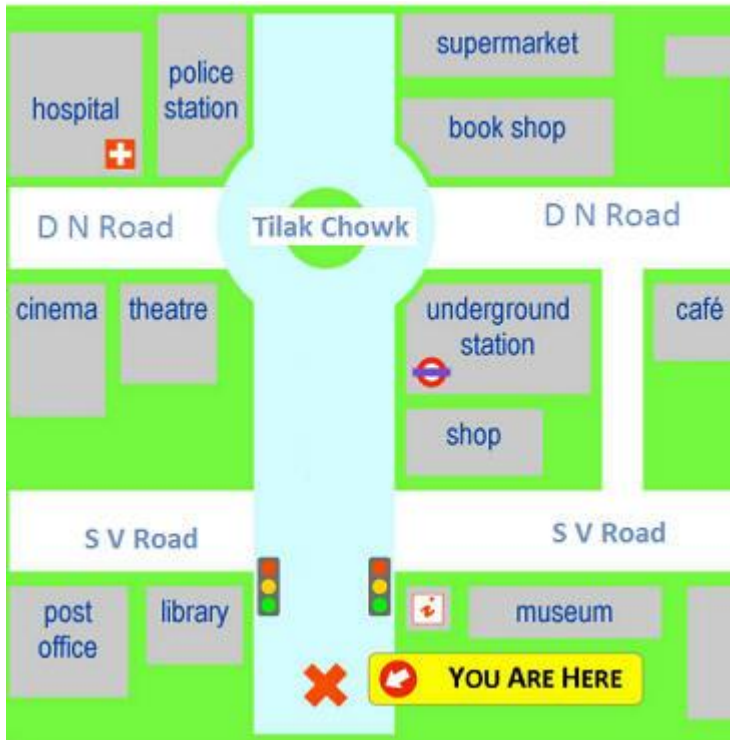 supermarket
police
station
hospital
book shop
D N Road
Tilak Chowk
D N Road
cinema
theatre
underground
station
café
shop
S V Road
S V Road
post
office
library
i
museum
YOU ARE HERE